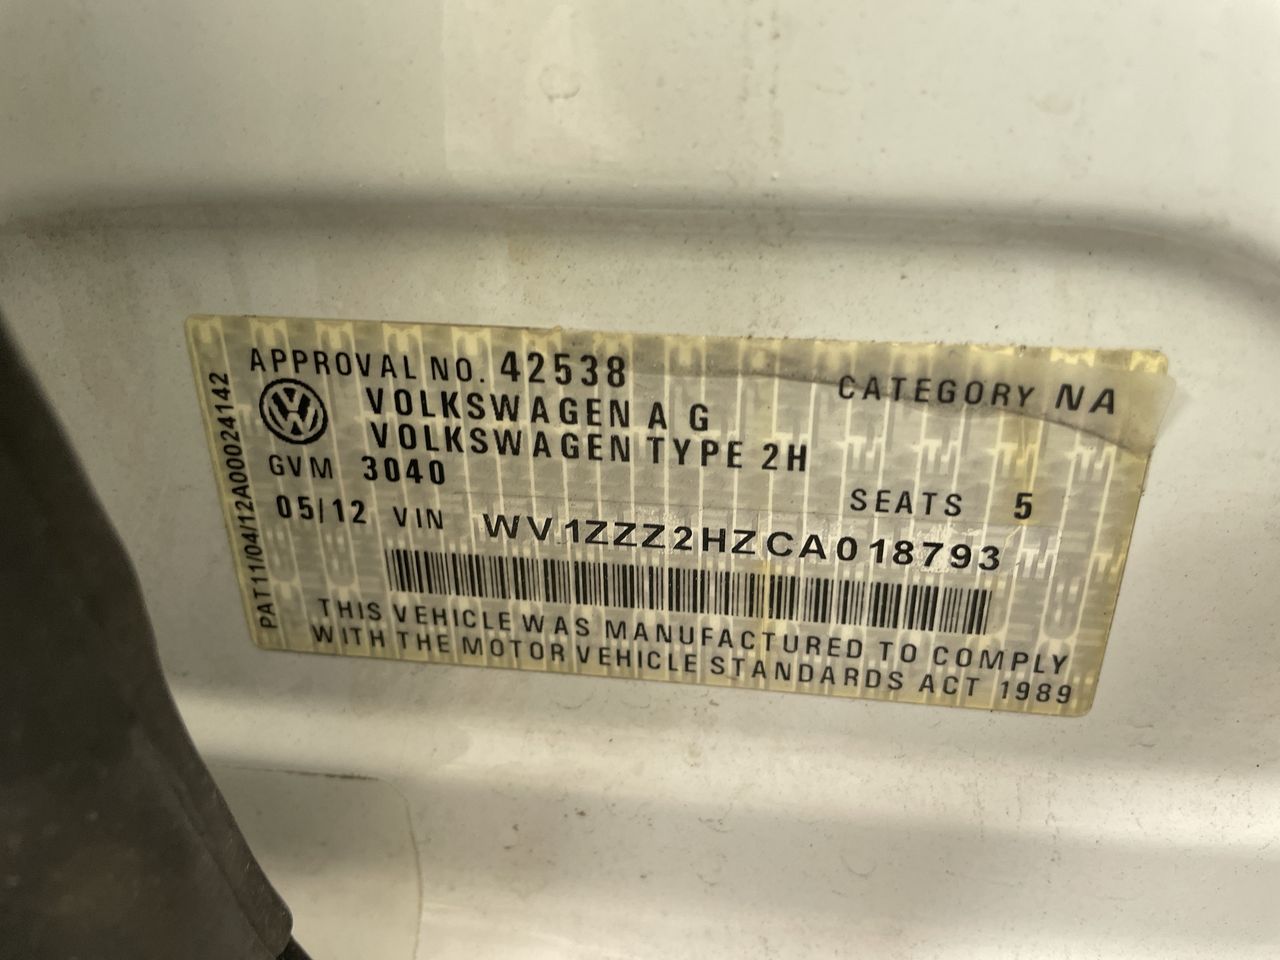 APPROVAL NO. 42538 CATEGORY NA
VOLKSWAGEN A G
VOLKSWAGEN TYPE 2H
GVM 3040
SEATS 5
05/12 VIN WV1ZZZ2HZCA018793
THIS VEHICLE WAS MANUFACTURED TO COMPLY
WITH THE MOTOR VEHICLE STANDARDS ACT 1989
PAT11/04/12A000024142